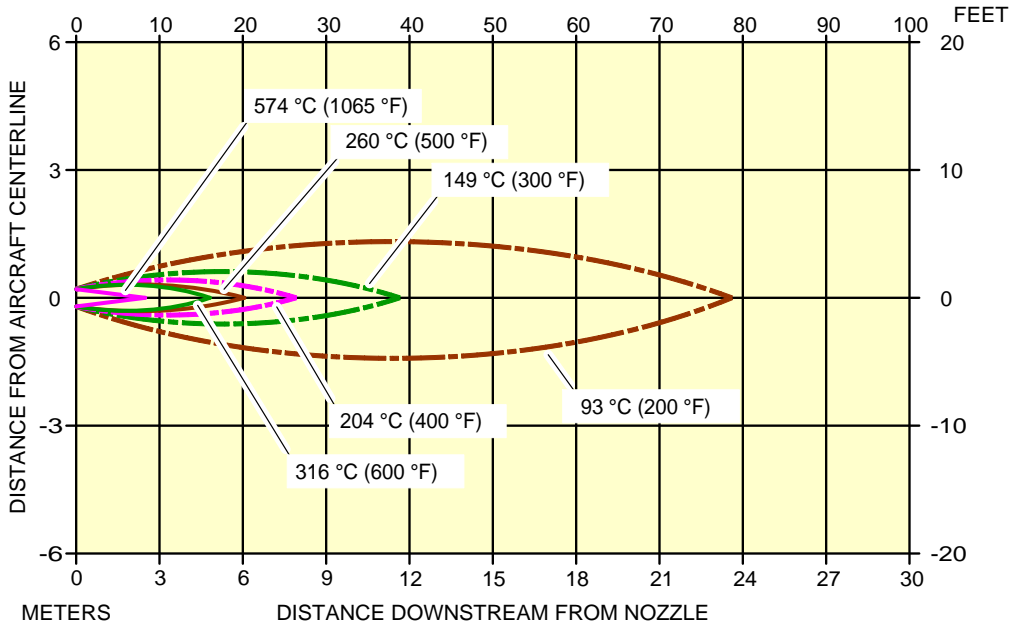 FEET
0 10 20 30 40 50 60 70 80 90 100
6 20
574 °C (1065 °F)
260 °C (500 °F)
3 10
149 °C (300 °F)
DISTANCE FROM AIRCRAFT CENTERLINE
0 0
93 °C (200 °F)
204 °C (400 °F)
-3 -10
316 °C (600 °F)
-6 -20
0 3 6 9 12 15 18 21 24 27 30
METERS DISTANCE DOWNSTREAM FROM NOZZLE